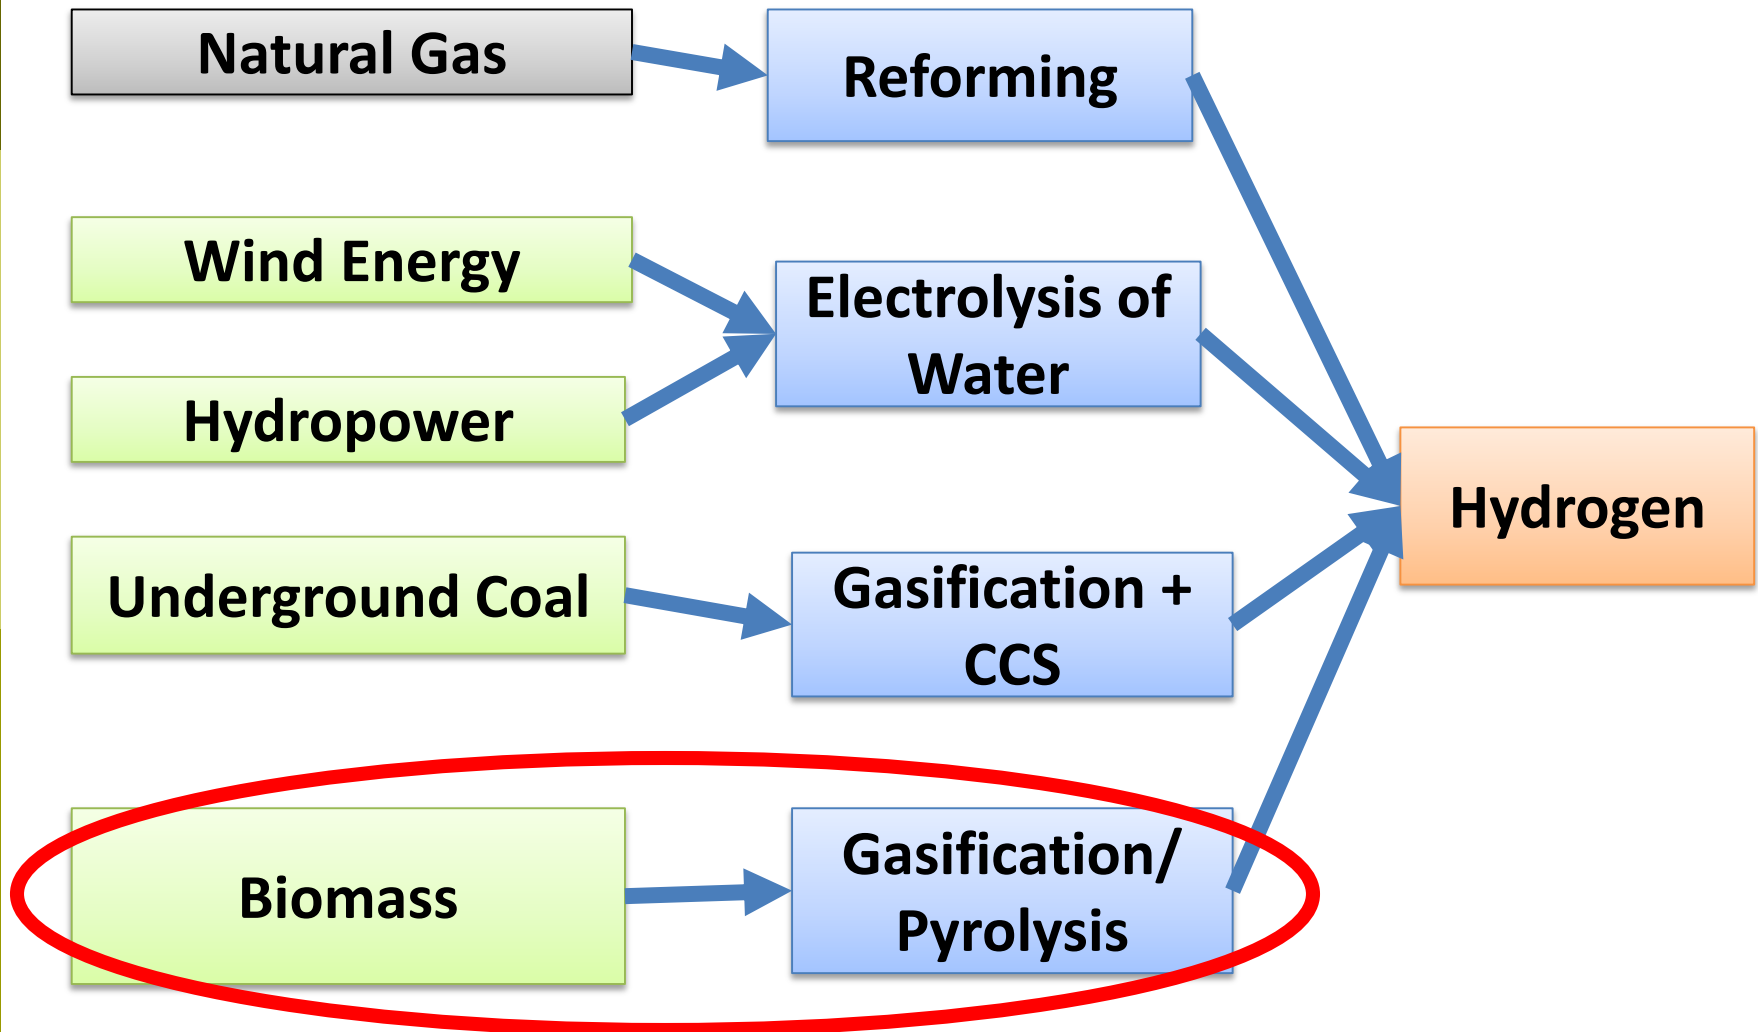 Natural Gas
Reforming
Wind Energy
Electrolysis of
Water
Hydropower
Hydrogen
Underground Coal
Gasification +
CCS
Biomass
Gasification/
Pyrolysis